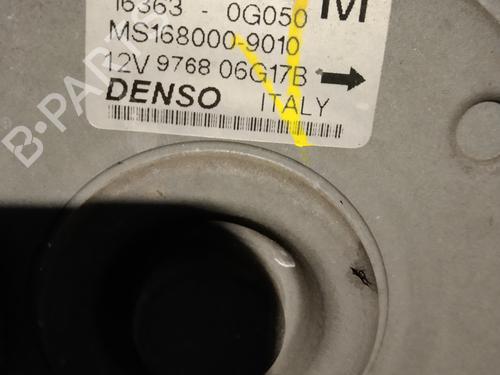 16363 - 0G050 M
MS168000-9010
12V 9768 06G17B
DENSO ITALY
B-PARTS